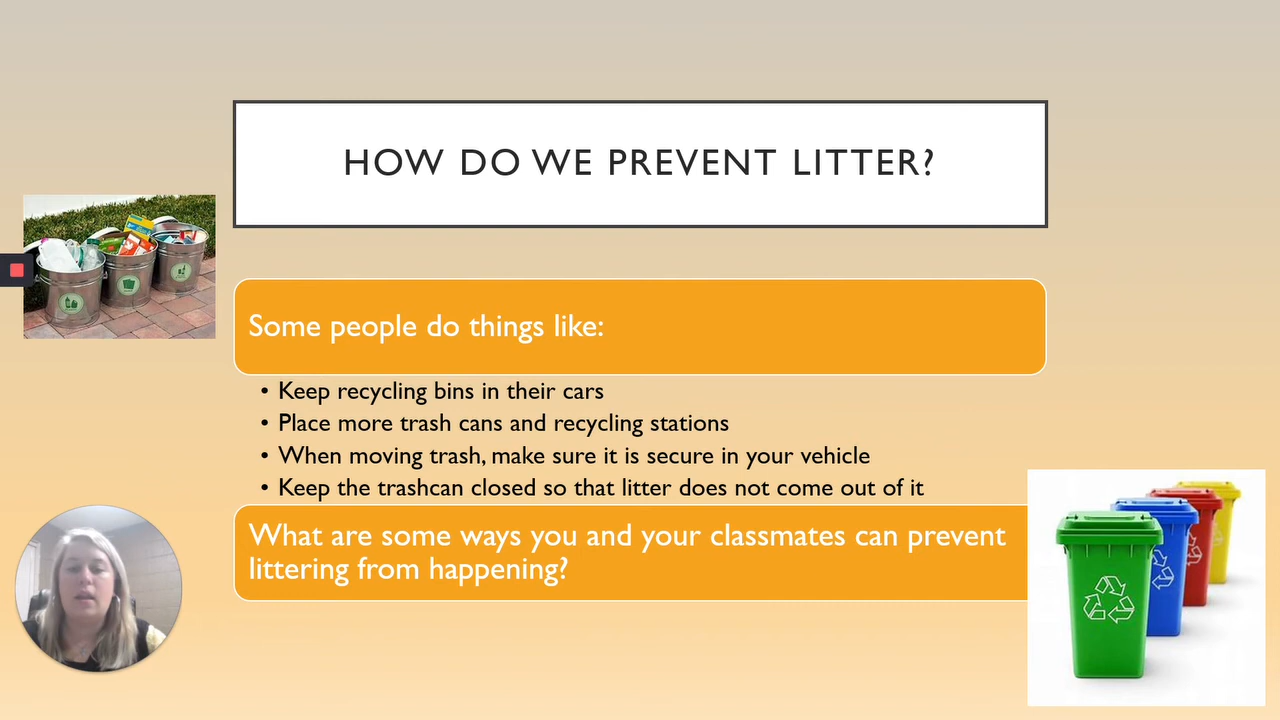 HOW DO WE PREVENT LITTER?
Some people do things like:
• Keep recycling bins in their cars
• Place more trash cans and recycling stations
• When moving trash, make sure it is secure in your vehicle
• Keep the trashcan closed so that litter does not come out of it
What are some ways you and your classmates can prevent
littering from happening?